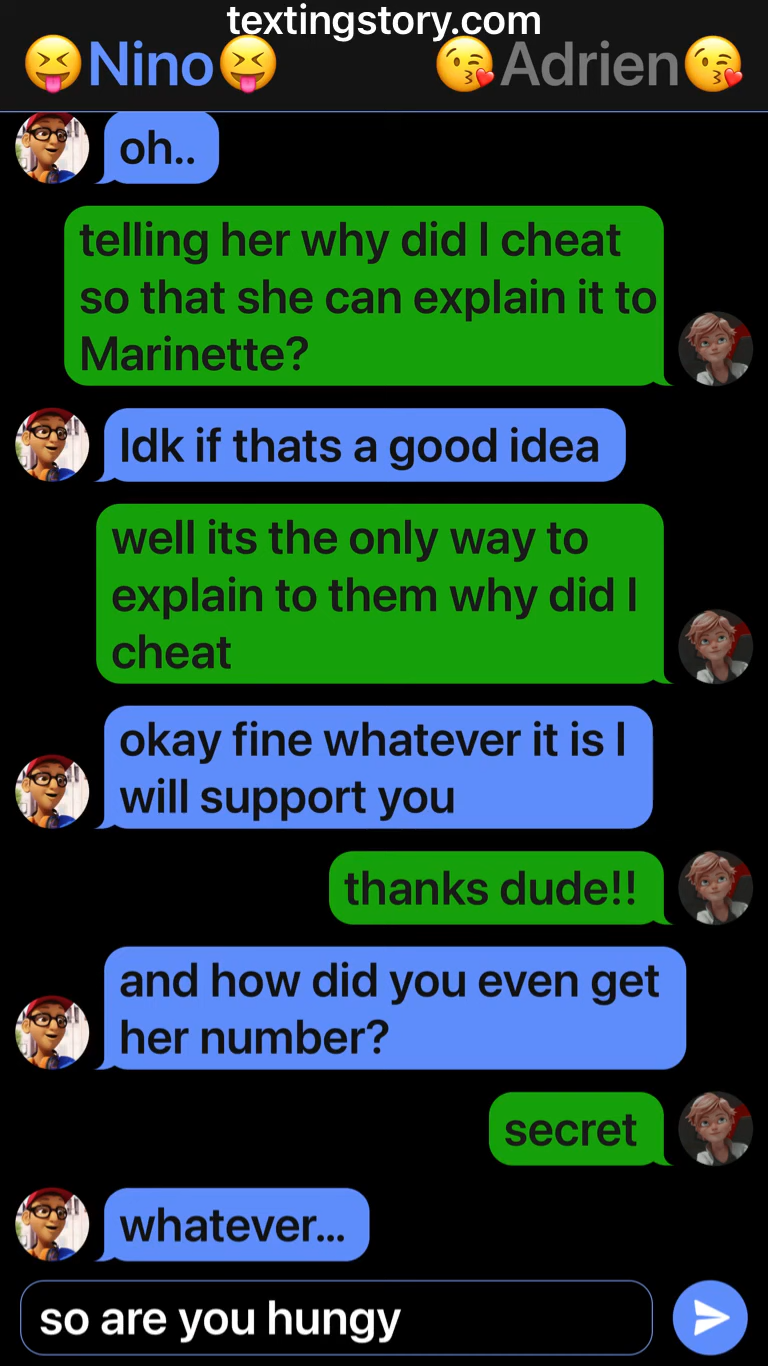 textingstory.com
😝Nino😝 😘Adrien😘
oh..
telling her why did I cheat
so that she can explain it to
Marinette?
Idk if thats a good idea
well its the only way to
explain to them why did I
cheat
okay fine whatever it is I
will support you
thanks dude!!
and how did you even get
her number?
secret
whatever...
so are you hungy